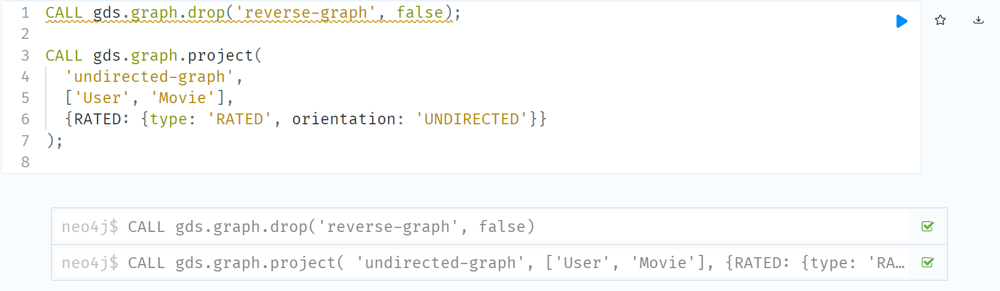 1 CALL gds.graph.drop('reverse-graph', false);
2
3 CALL gds.graph.project(
4 'undirected-graph',
5 ['User', 'Movie'],
6 {RATED: {type: 'RATED', orientation: 'UNDIRECTED'}}
7 );
8
neo4j$ CALL gds.graph.drop('reverse-graph', false)
neo4j$ CALL gds.graph.project( 'undirected-graph', ['User', 'Movie'], {RATED: {type: 'RA…